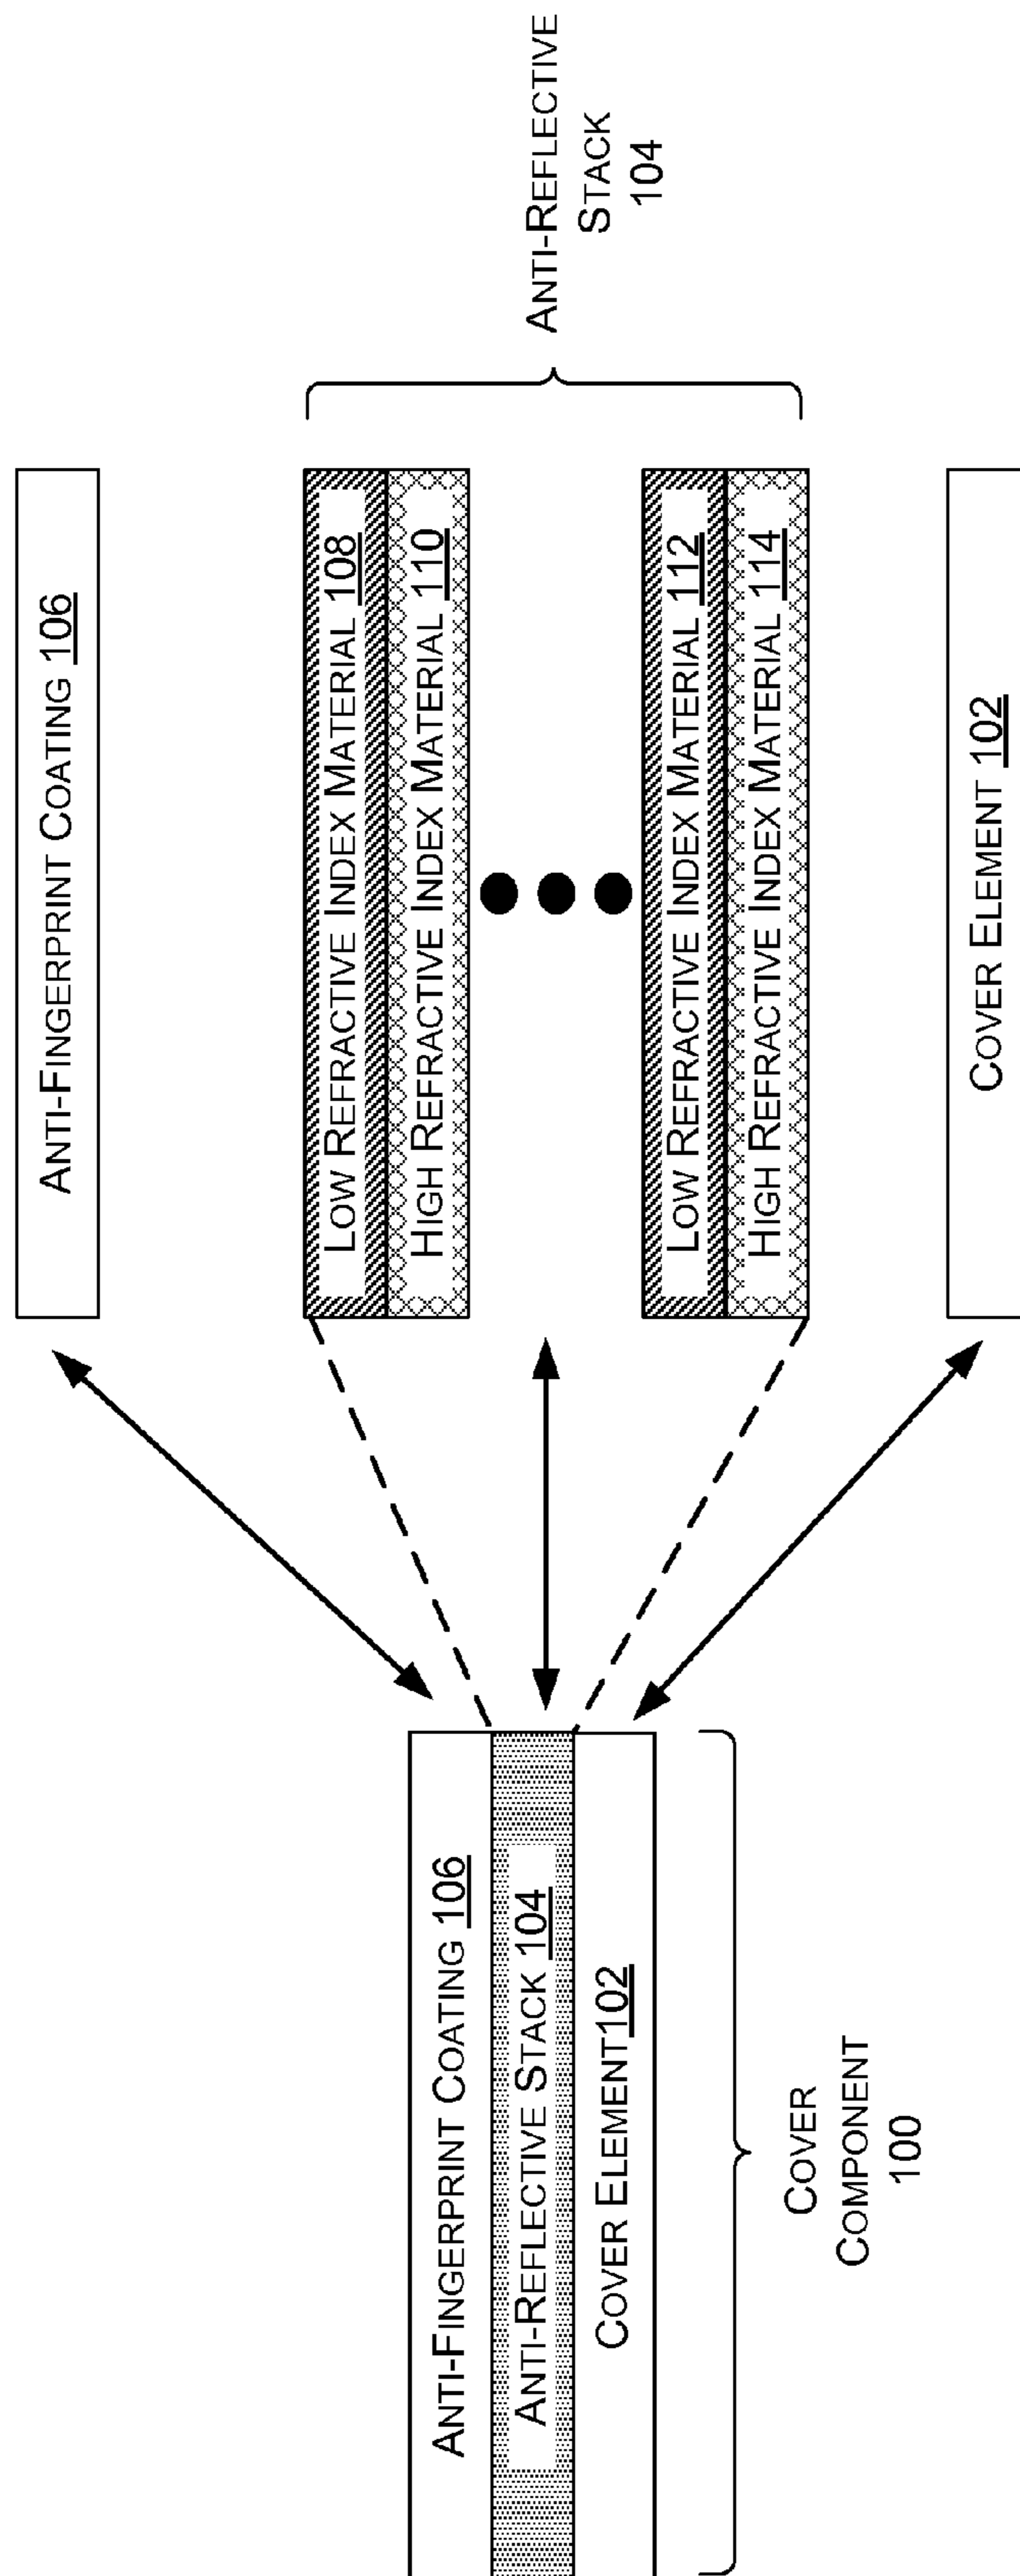 ANTI-FINGERPRINT COATING 106
ANTI-REFLECTIVE STACK 104
COVER ELEMENT102
COVER
COMPONENT
100
ANTI-FINGERPRINT COATING 106
LOW REFRACTIVE INDEX MATERIAL 108
HIGH REFRACTIVE INDEX MATERIAL 110
LOW REFRACTIVE INDEX MATERIAL 112
HIGH REFRACTIVE INDEX MATERIAL 114
COVER ELEMENT 102
ANTI-REFLECTIVE
STACK
104